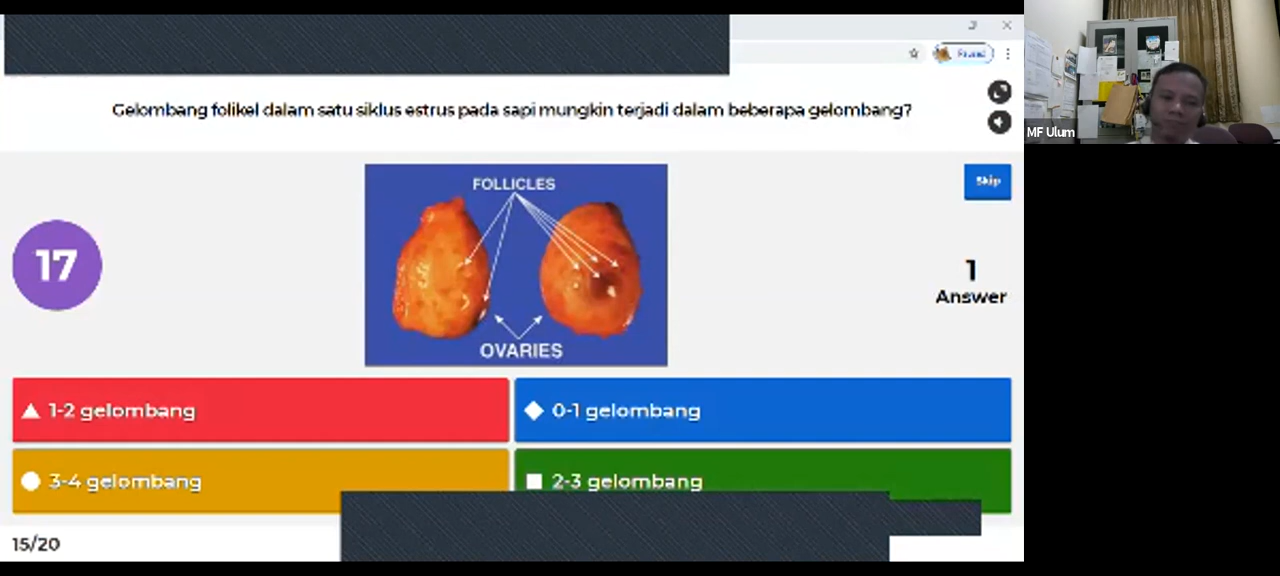 Paused
Gelombang folikel dalam satu siklus estrus pada sapi mungkin terjadi dalam beberapa gelombang?
MF Ulum
FOLLICLES
Skip
17
1
Answer
OVARIES
1-2 gelombang
0-1 gelombang
3-4 gelombang
2-3 gelombang
15/20